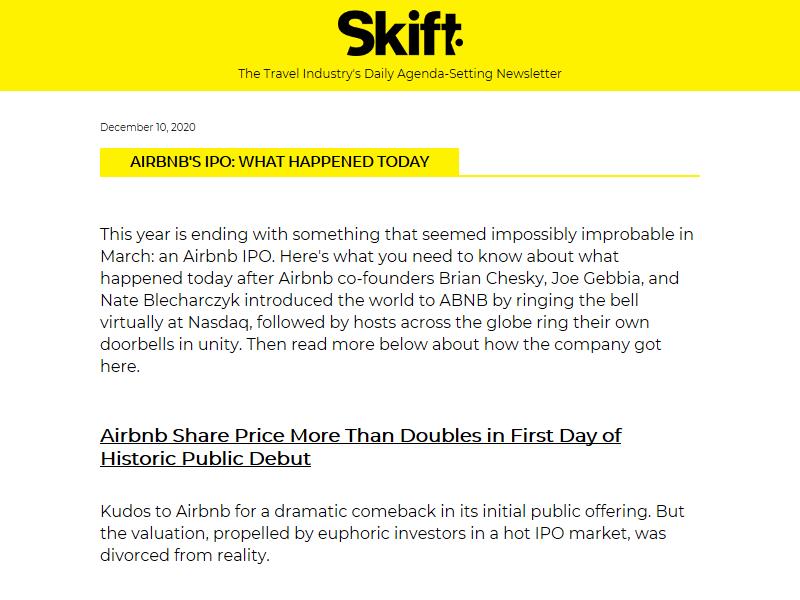 Skift
The Travel Industry's Daily Agenda-Setting Newsletter
December 10, 2020
AIRBNB'S IPO: WHAT HAPPENED TODAY
This year is ending with something that seemed impossibly improbable in
March: an Airbnb IPO. Here's what you need to know about what
happened today after Airbnb co-founders Brian Chesky, Joe Gebbia, and
Nate Blecharczyk introduced the world to ABNB by ringing the bell
virtually at Nasdaq, followed by hosts across the globe ring their own
doorbells in unity. Then read more below about how the company got
here.
Airbnb Share Price More Than Doubles in First Day of
Historic Public Debut
Kudos to Airbnb for a dramatic comeback in its initial public offering. But
the valuation, propelled by euphoric investors in a hot IPO market, was
divorced from reality.